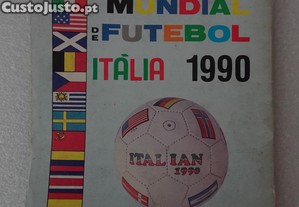 CustoJusto.pt
MUNDIAL
DE FUTEBOL
ITÀLIA 1990
ITALIAN
1990